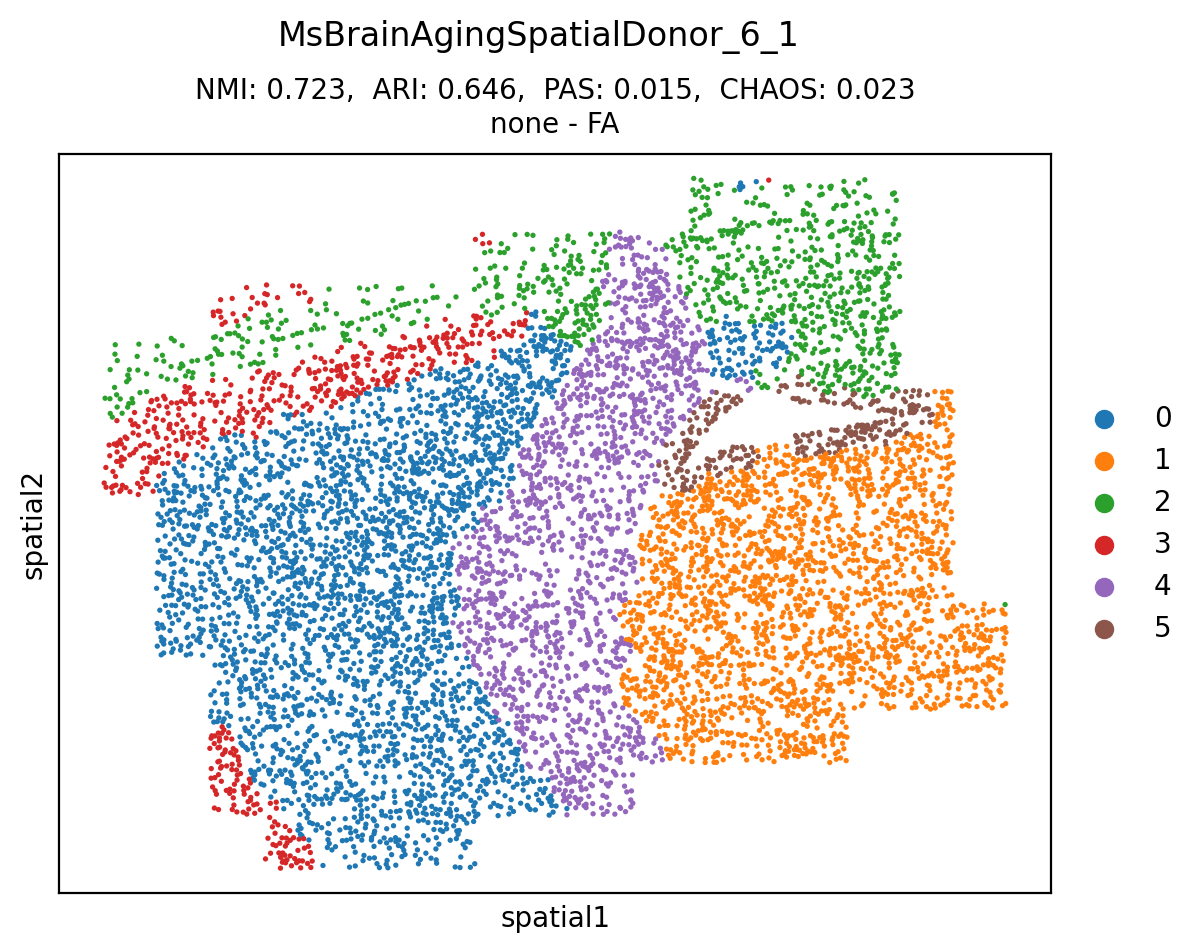 MsBrainAgingSpatialDonor_6_1
NMI: 0.723,  ARI: 0.646,  PAS: 0.015,  CHAOS: 0.023
none - FA
spatial2
0
1
2
3
4
5
spatial1